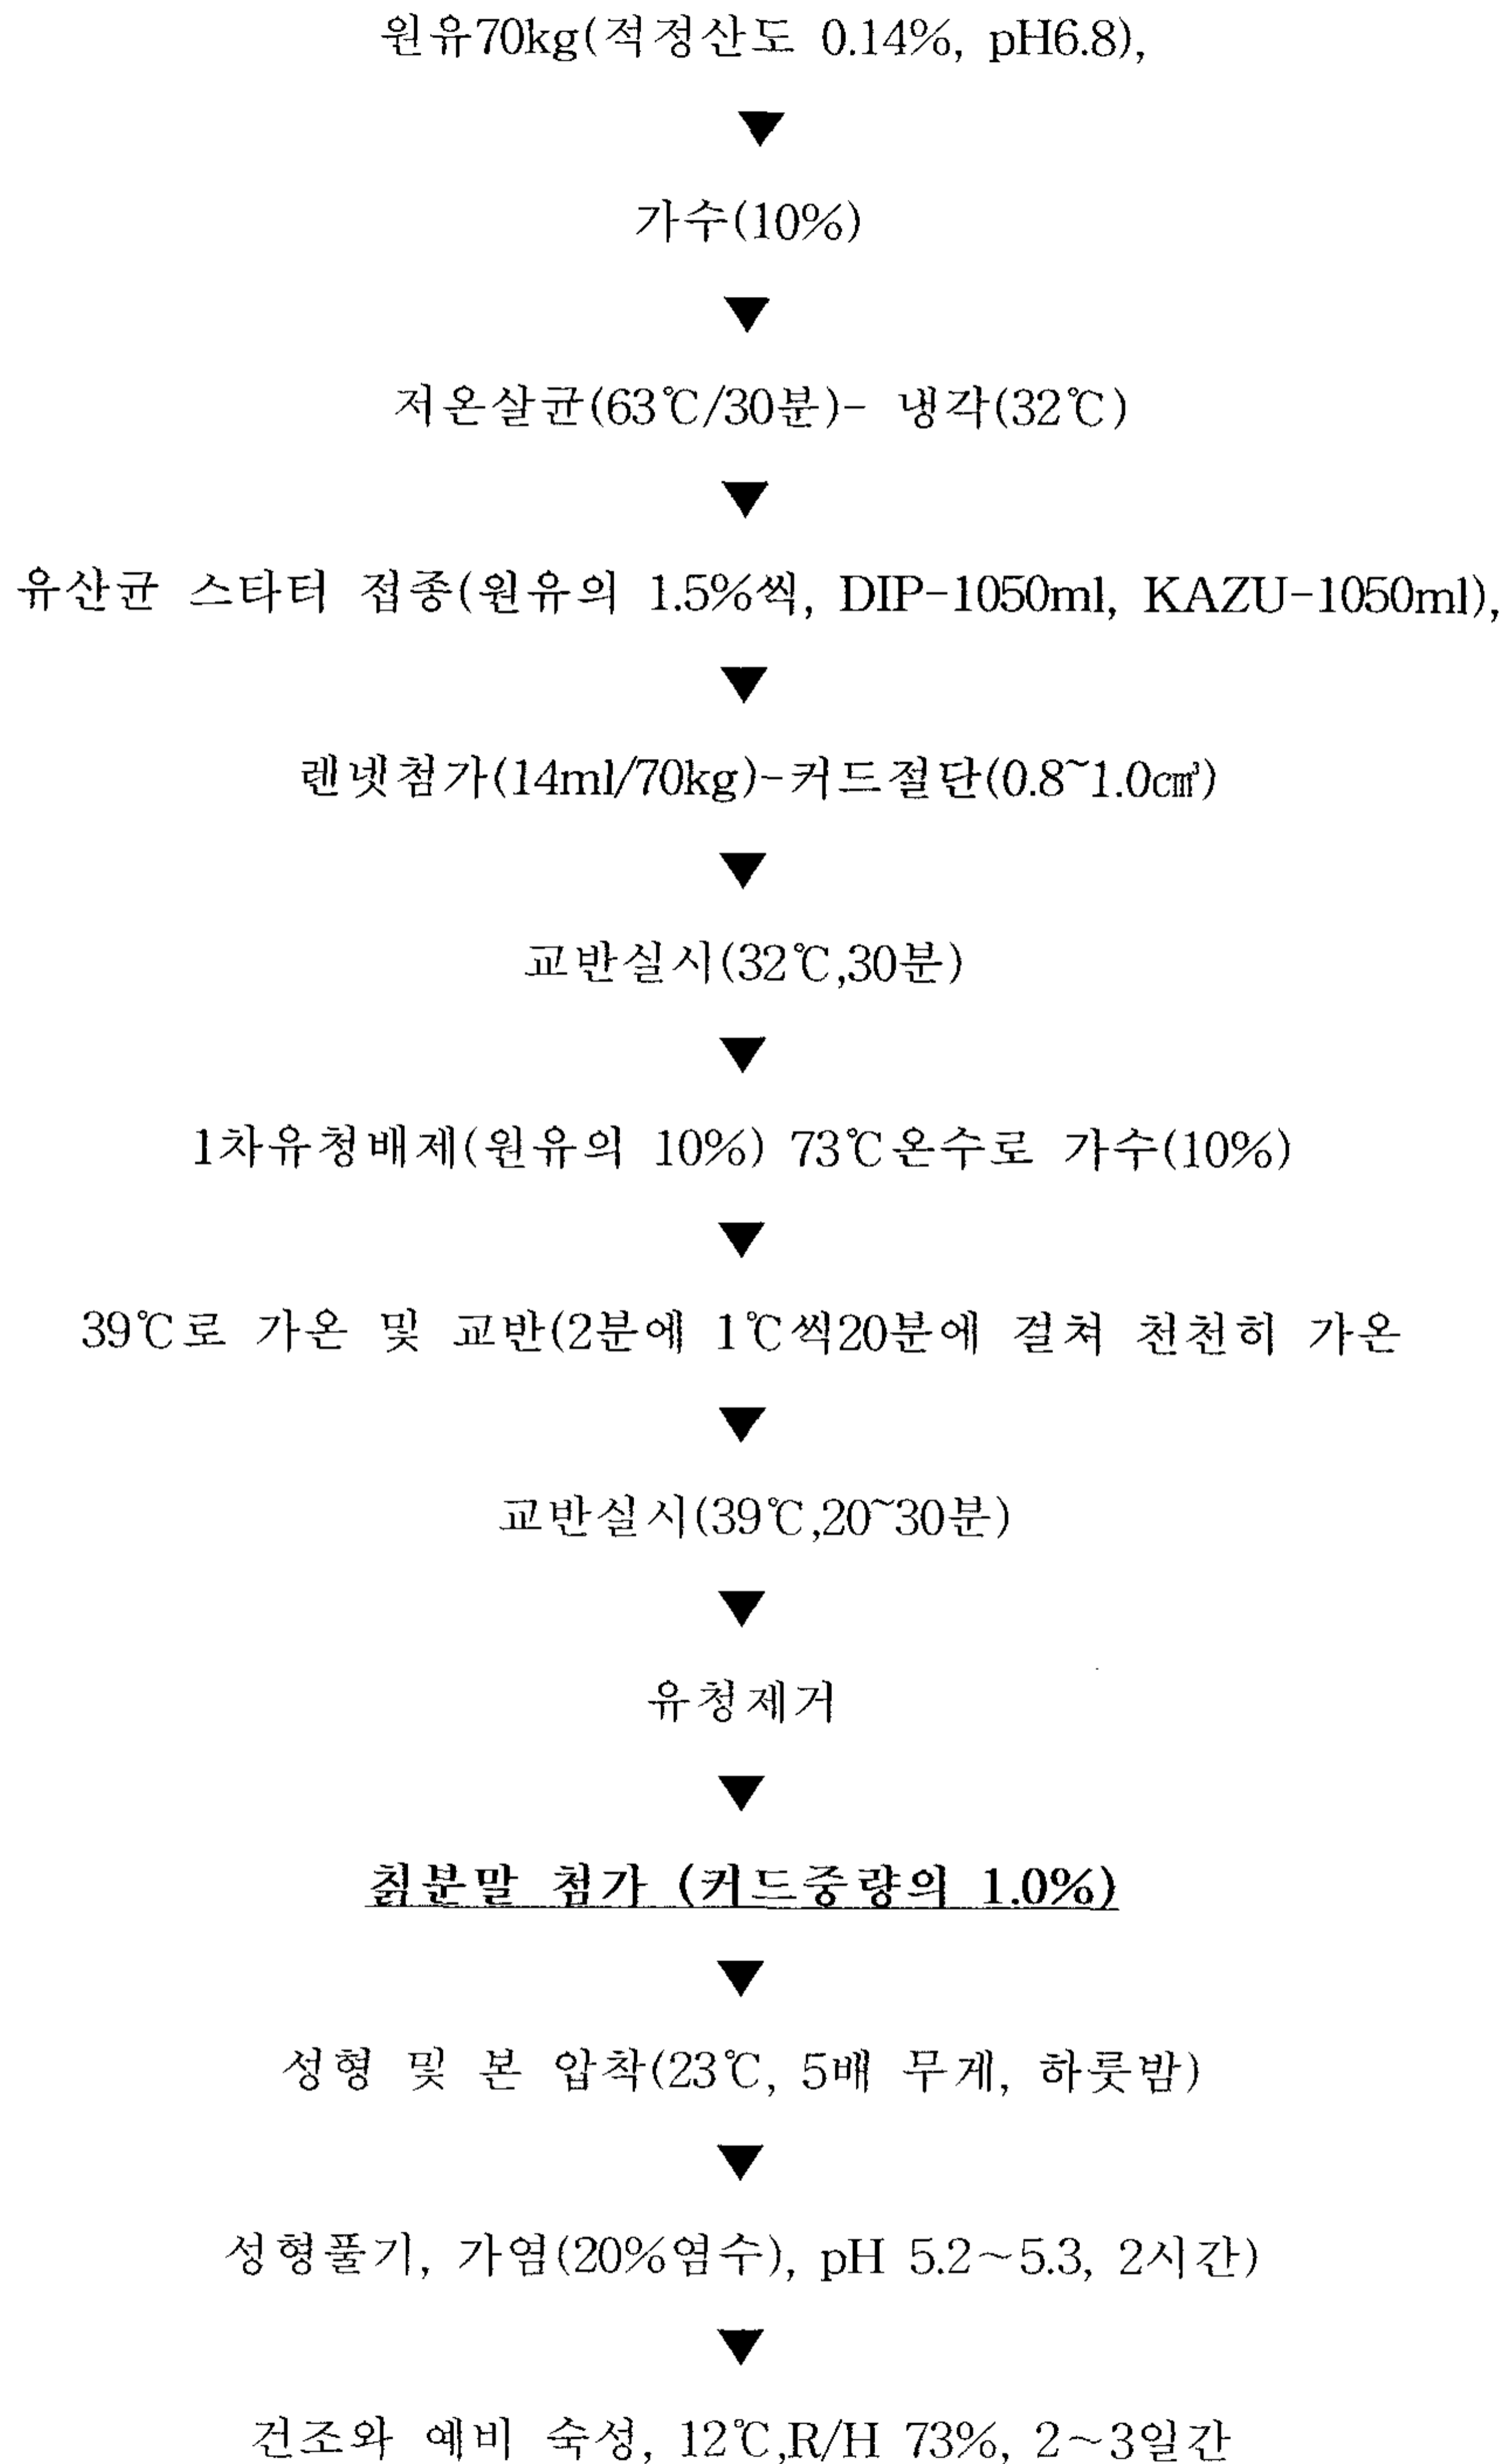 원유70kg(적정산도 0.14%, pH6.8),
가수(10%)
저온살균(63℃/30분)- 냉각(32℃)
유산균 스타터 접종(원유의 1.5%씩, DIP-1050ml, KAZU-1050ml),
렌넷첨가(14ml/70kg)-커드절단(0.8~1.0㎤)
교반실시(32℃,30분)
1차유청배제(원유의 10%) 73℃온수로 가수(10%)
39℃로 가온 및 교반(2분에 1℃씩20분에 걸쳐 천천히 가온
교반실시(39℃,20~30분)
유청제거
칡분말 첨가 (커드중량의 1.0%)
성형 및 본 압착(23℃, 5배 무게, 하룻밤)
성형풀기, 가염(20%염수), pH 5.2～5.3, 2시간)
건조와 예비 숙성, 12℃,R/H 73%, 2～3일간